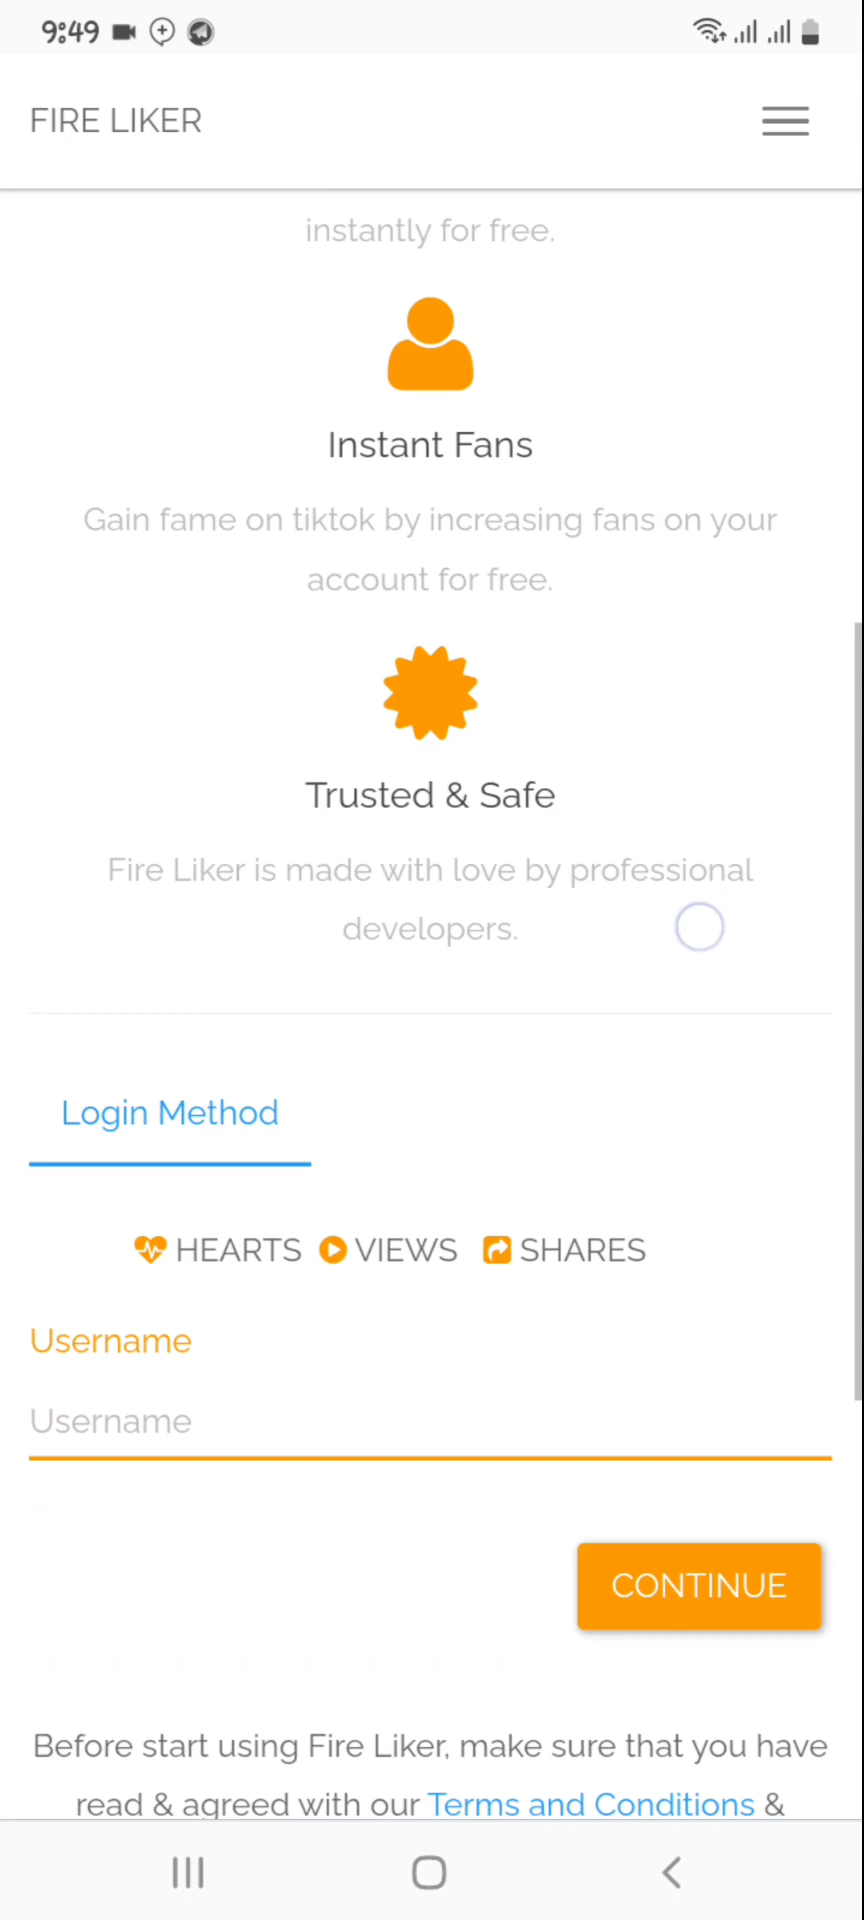 9:49
FIRE LIKER
instantly for free.
Instant Fans
Gain fame on tiktok by increasing fans on your
account for free.
Trusted & Safe
Fire Liker is made with love by professional
developers.
Login Method
HEARTS VIEWS SHARES
Username
Username
CONTINUE
Before start using Fire Liker, make sure that you have
read & agreed with our Terms and Conditions &